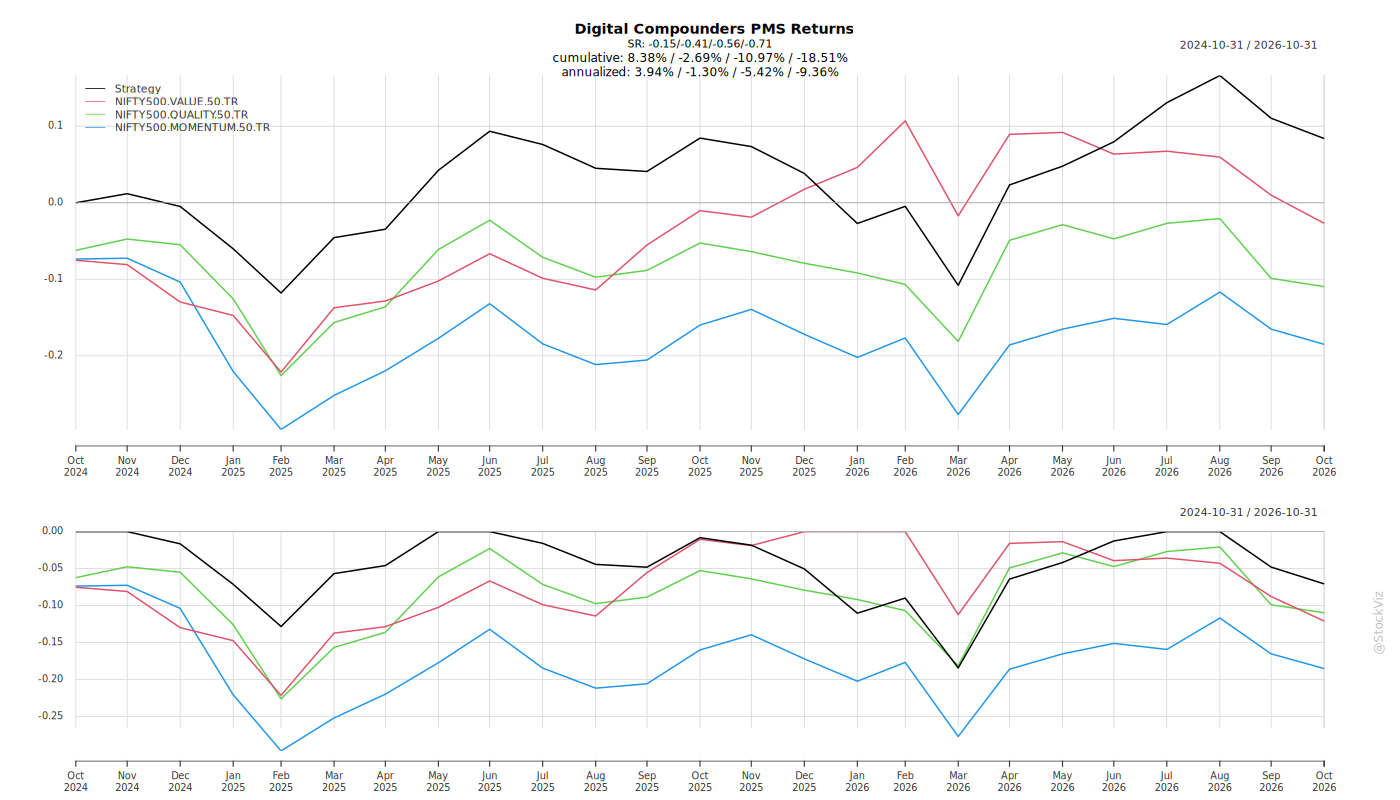 Digital Compounders PMS Returns
SR: -0.15/-0.41/-0.56/-0.71
cumulative: 8.38% / -2.69% / -10.97% / -18.51%
annualized: 3.94% / -1.30% / -5.42% / -9.36%
2024-10-31 / 2026-10-31
Strategy
NIFTY500.VALUE.50.TR
NIFTY500.QUALITY.50.TR
NIFTY500.MOMENTUM.50.TR
0.1
0.0
-0.1
-0.2
Oct Nov Dec Jan Feb Mar Apr May Jun Jul Aug Sep Oct Nov Dec Jan Feb Mar Apr May Jun Jul Aug Sep Oct
2024 2024 2024 2025 2025 2025 2025 2025 2025 2025 2025 2025 2025 2025 2025 2026 2026 2026 2026 2026 2026 2026 2026 2026 2026
2024-10-31 / 2026-10-31
0.00
-0.05
-0.10
-0.15
-0.20
-0.25
Oct Nov Dec Jan Feb Mar Apr May Jun Jul Aug Sep Oct Nov Dec Jan Feb Mar Apr May Jun Jul Aug Sep Oct
2024 2024 2024 2025 2025 2025 2025 2025 2025 2025 2025 2025 2025 2025 2025 2026 2026 2026 2026 2026 2026 2026 2026 2026 2026
@StockViz